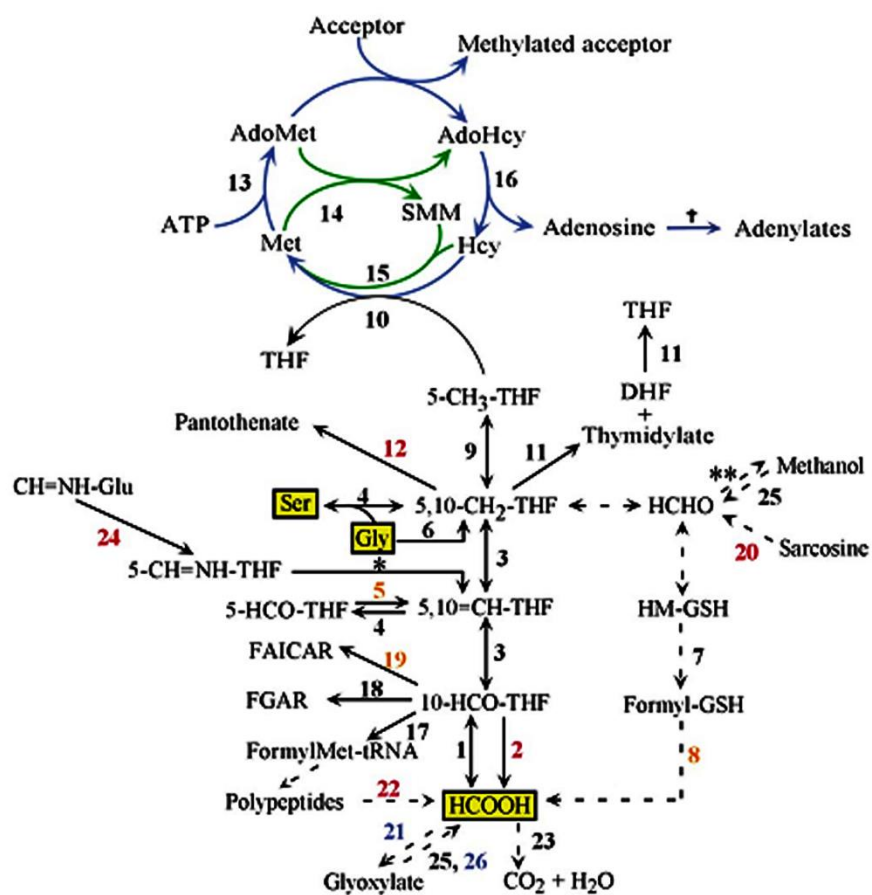 Acceptor
Methylated acceptor
AdoMet
AdoHcy
13
16
ATP
14
SMM
Adenosine
†
Adenylates
Met
Hcy
15
10
THF
THF
11
5-CH₃-THF
DHF
+
Thymidylate
Pantothenate
12
9
11
CH=NH-Glu
Ser
4
5,10-CH₂-THF
HCHO
**
Methanol
25
Gly
6
24
20
Sarcosine
5-CH=NH-THF
*
3
5
5-HCO-THF
5,10=CH-THF
HM-GSH
4
FAICAR
19
3
7
FGAR
18
10-HCO-THF
Formyl-GSH
17
FormylMet-tRNA
1
2
8
Polypeptides
22
HCOOH
21
25, 26
23
Glyoxylate
CO₂ + H₂O